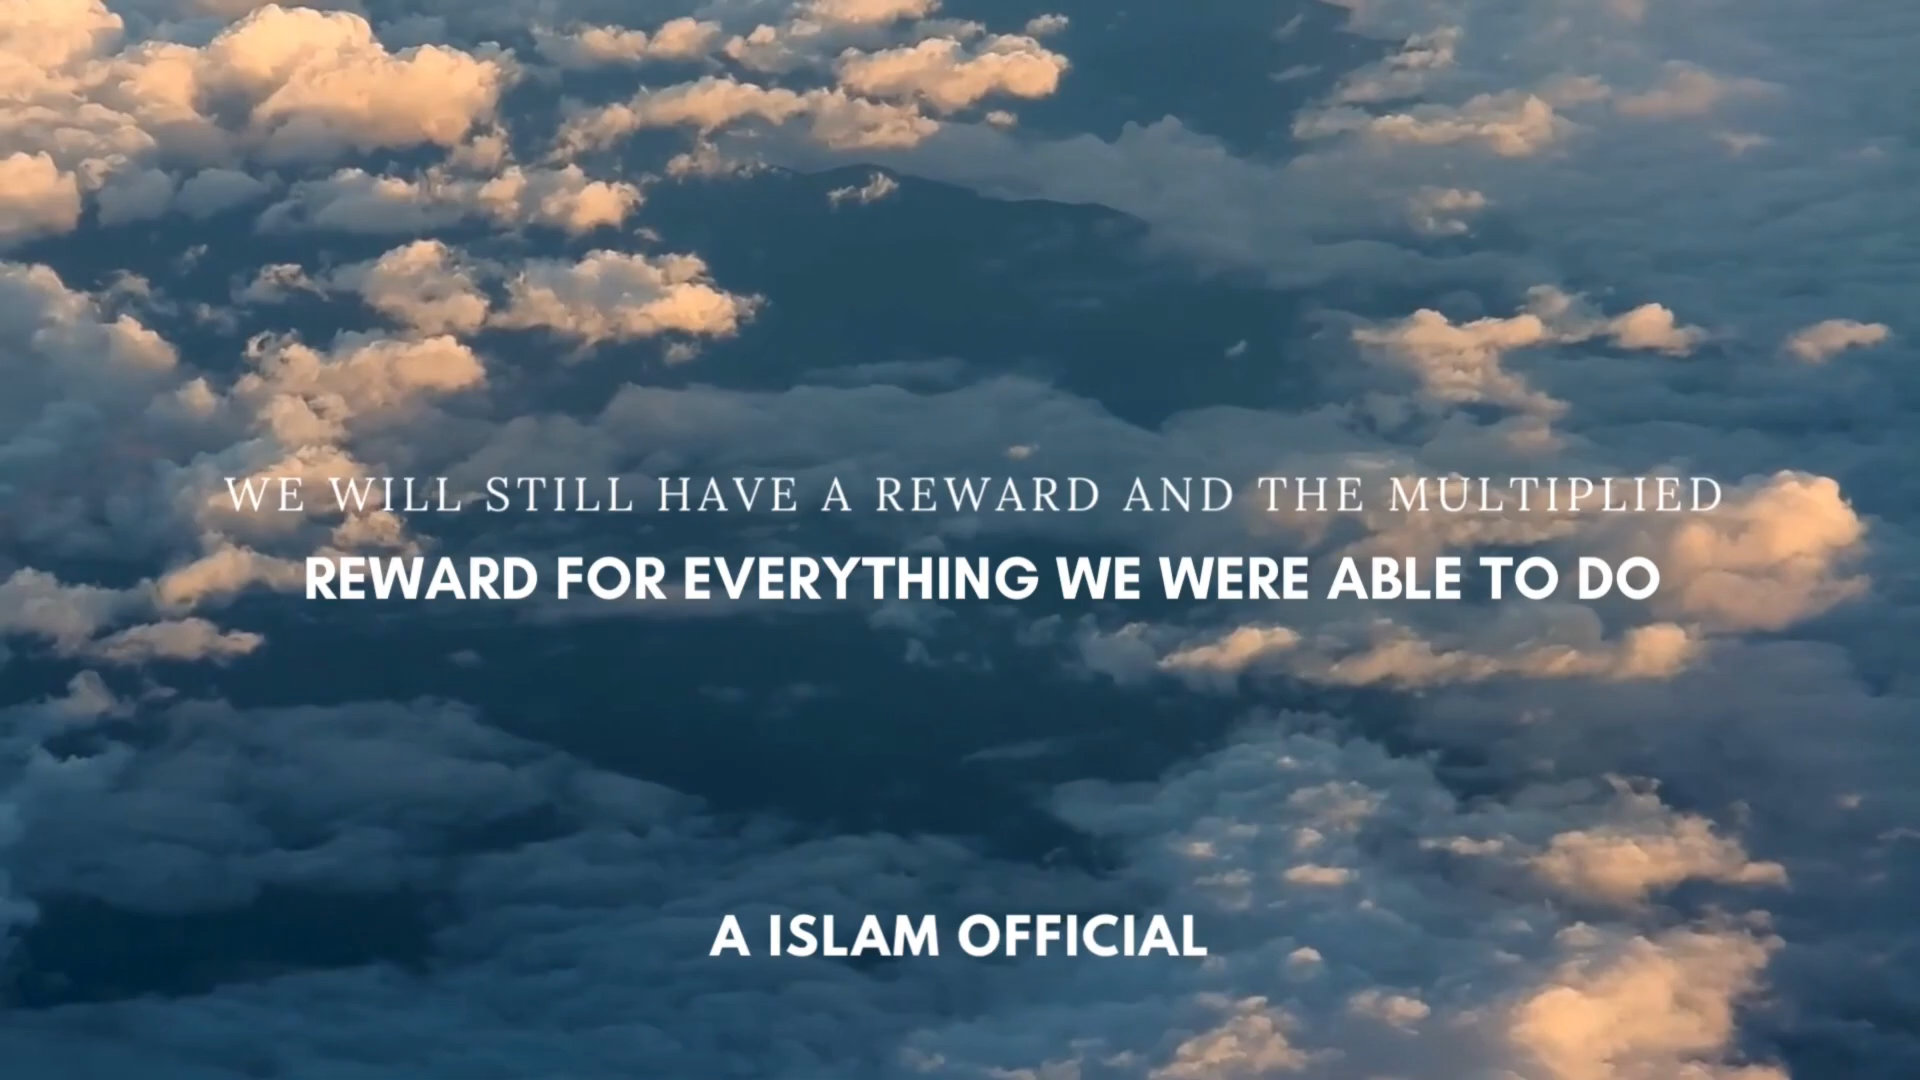 WE WILL STILL HAVE A REWARD AND THE MULTIPLIED
REWARD FOR EVERYTHING WE WERE ABLE TO DO
A ISLAM OFFICIAL